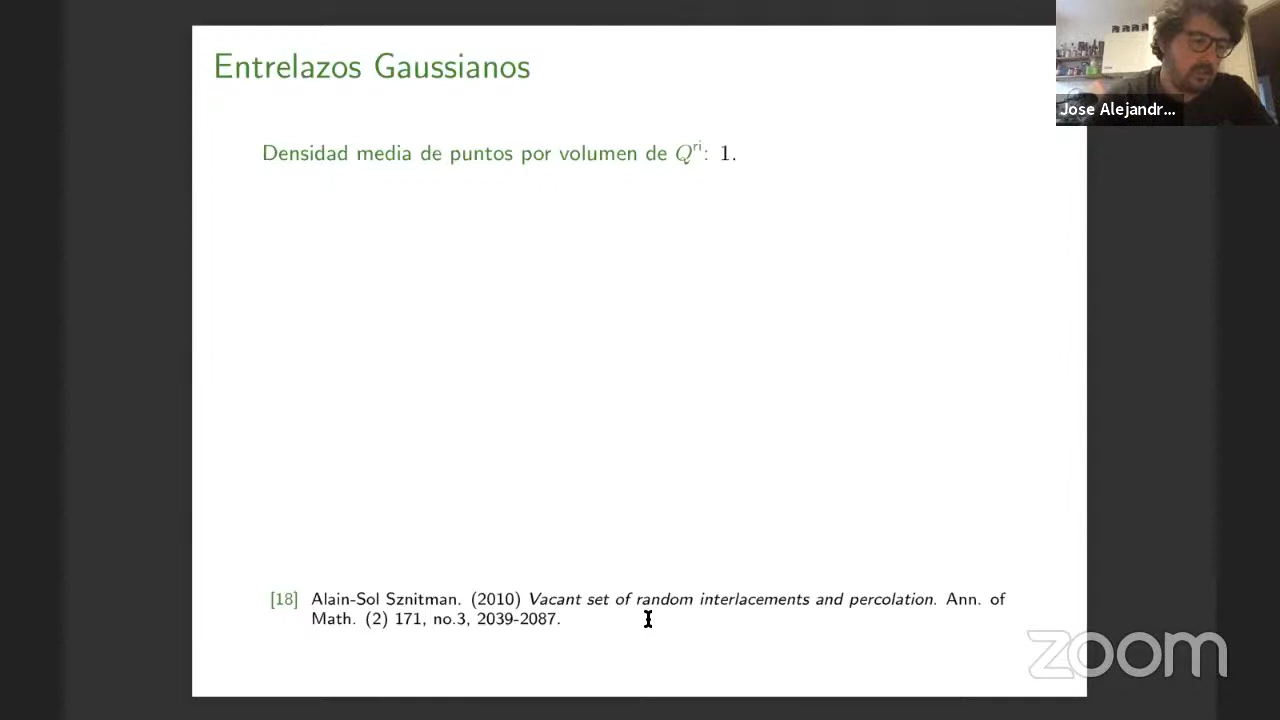 Entrelazos Gaussianos
Jose Alejandr...
Densidad media de puntos por volumen de Q^ri: 1.
[18] Alain-Sol Sznitman. (2010) Vacant set of random interlacements and percolation. Ann. of
Math. (2) 171, no.3, 2039-2087.
zoom